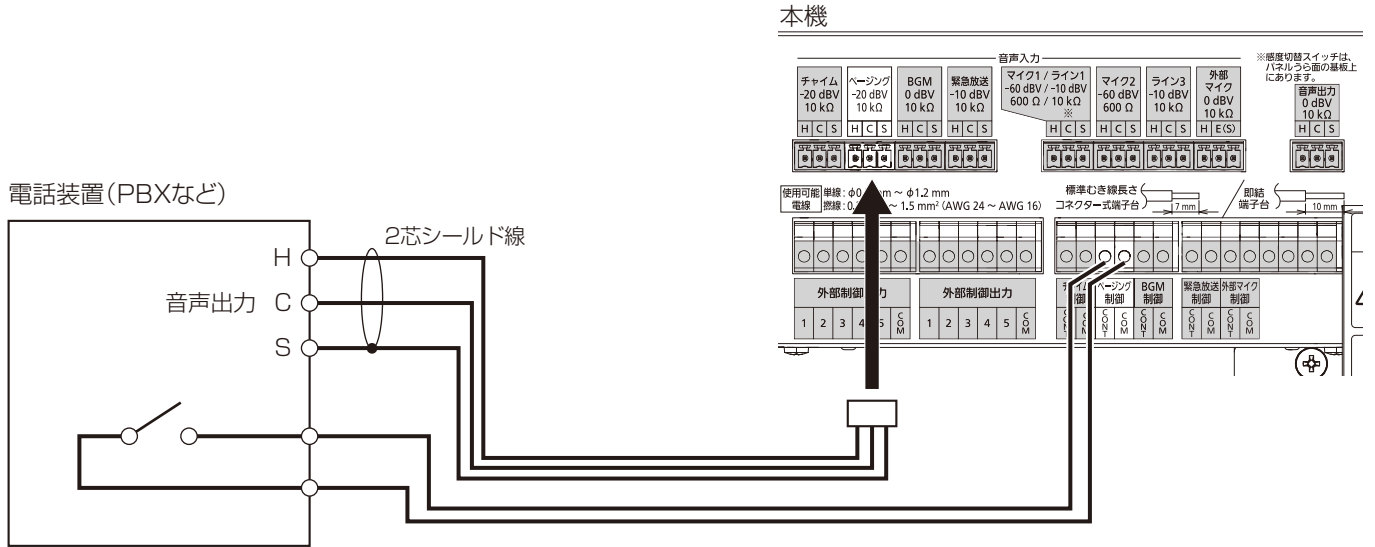 本機
音声入力
※感度切替スイッチは、
パネルうら面の基板上
にあります。
チャイム
-20 dBV
10 kΩ
H C S
ページング
-20 dBV
10 kΩ
H C S
BGM
0 dBV
10 kΩ
H C S
緊急放送
-10 dBV
10 kΩ
H C S
マイク1 / ライン1
-60 dBV / -10 dBV
600 Ω / 10 kΩ
※
H C S
マイク2
-60 dBV
600 Ω
H C S
ライン3
-10 dBV
10 kΩ
H C S
外部
マイク
0 dBV
10 kΩ
H E(S)
音声出力
0 dBV
10 kΩ
H C S
使用可能
電線
単線: φ0. mm ~ φ1.2 mm
撚線: 0. ~ 1.5 mm² (AWG 24 ~ AWG 16)
標準むき線長さ
コネクター式端子台
7 mm
即結
端子台
10 mm
外部制御 力
1 2 3 4 5 COM
外部制御出力
1 2 3 4 5 COM
ページング
制御
CONT COM
BGM
制御
CONT COM
緊急放送
制御
CONT COM
外部マイク
制御
CONT COM
電話装置(PBXなど)
2芯シールド線
H
音声出力 C
S